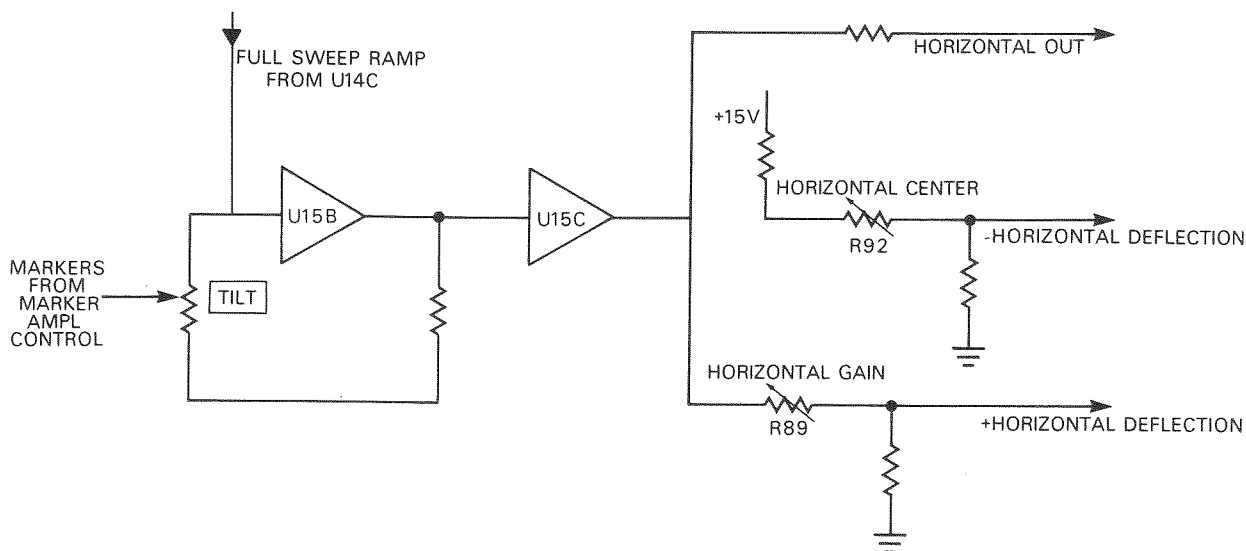 HORIZONTAL OUT
FULL SWEEP RAMP
FROM U14C
+15V
HORIZONTAL CENTER
U15B
U15C
R92
-HORIZONTAL DEFLECTION
MARKERS
FROM
MARKER
AMPL
CONTROL
TILT
HORIZONTAL GAIN
R89
+HORIZONTAL DEFLECTION